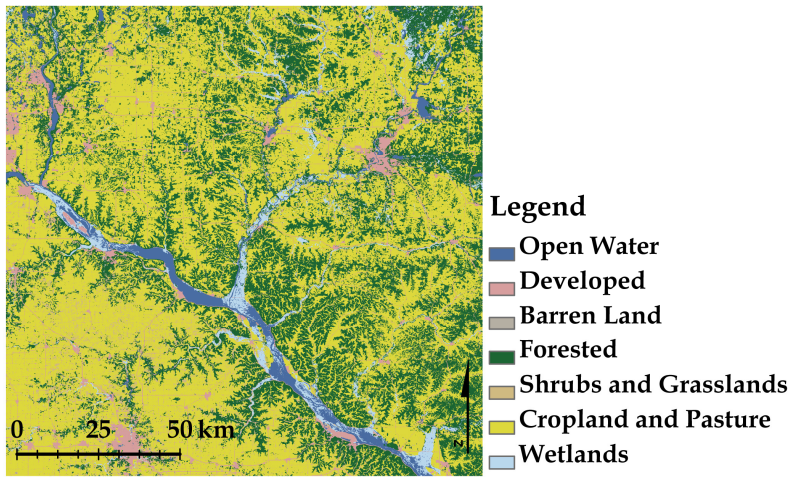 Legend
Open Water
Developed
Barren Land
Forested
Shrubs and Grasslands
Cropland and Pasture
Wetlands
0 25 50 km
z